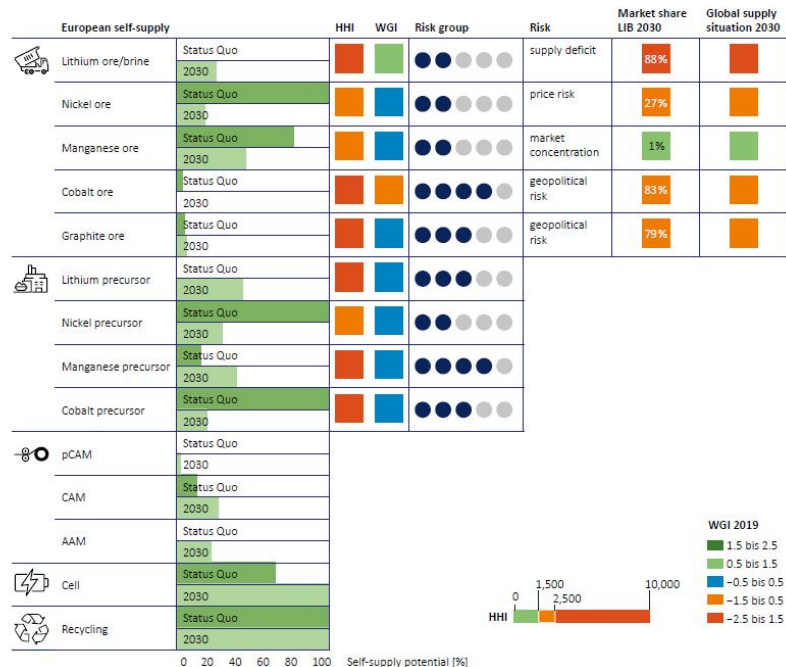 European self-supply HHI WGI Risk group Risk Market share LIB 2030 Global supply situation 2030
Lithium ore/brine
Status Quo
2030
supply deficit
88%
Nickel ore
Status Quo
2030
price risk
27%
Manganese ore
Status Quo
2030
market concentration
1%
Cobalt ore
Status Quo
2030
geopolitical risk
83%
Graphite ore
Status Quo
2030
geopolitical risk
79%
Lithium precursor
Status Quo
2030
Nickel precursor
Status Quo
2030
Manganese precursor
Status Quo
2030
Cobalt precursor
Status Quo
2030
pCAM
Status Quo
2030
CAM
Status Quo
2030
AAM
Status Quo
2030
Cell
Status Quo
2030
Recycling
Status Quo
2030
0 20 40 60 80 100 Self-supply potential [%]
HHI
0
1,500
2,500
10,000
WGI 2019
1.5 bis 2.5
0.5 bis 1.5
−0.5 bis 0.5
−1.5 bis 0.5
−2.5 bis 1.5